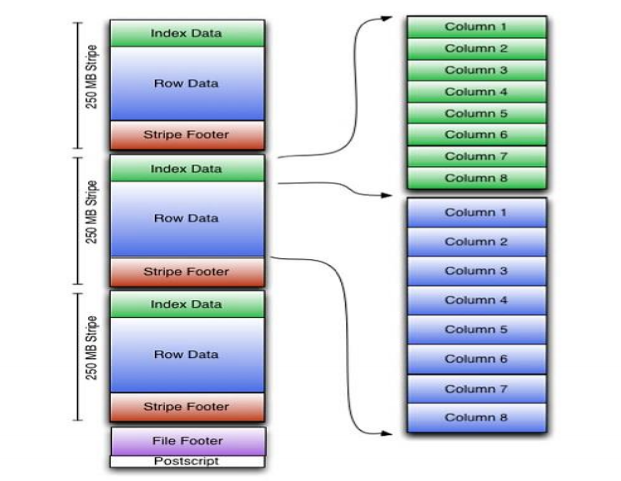 250 MB Stripe
Index Data
Row Data
Stripe Footer
250 MB Stripe
Index Data
Row Data
Stripe Footer
250 MB Stripe
Index Data
Row Data
Stripe Footer
File Footer
Postscript
Column 1
Column 2
Column 3
Column 4
Column 5
Column 6
Column 7
Column 8
Column 1
Column 2
Column 3
Column 4
Column 5
Column 6
Column 7
Column 8